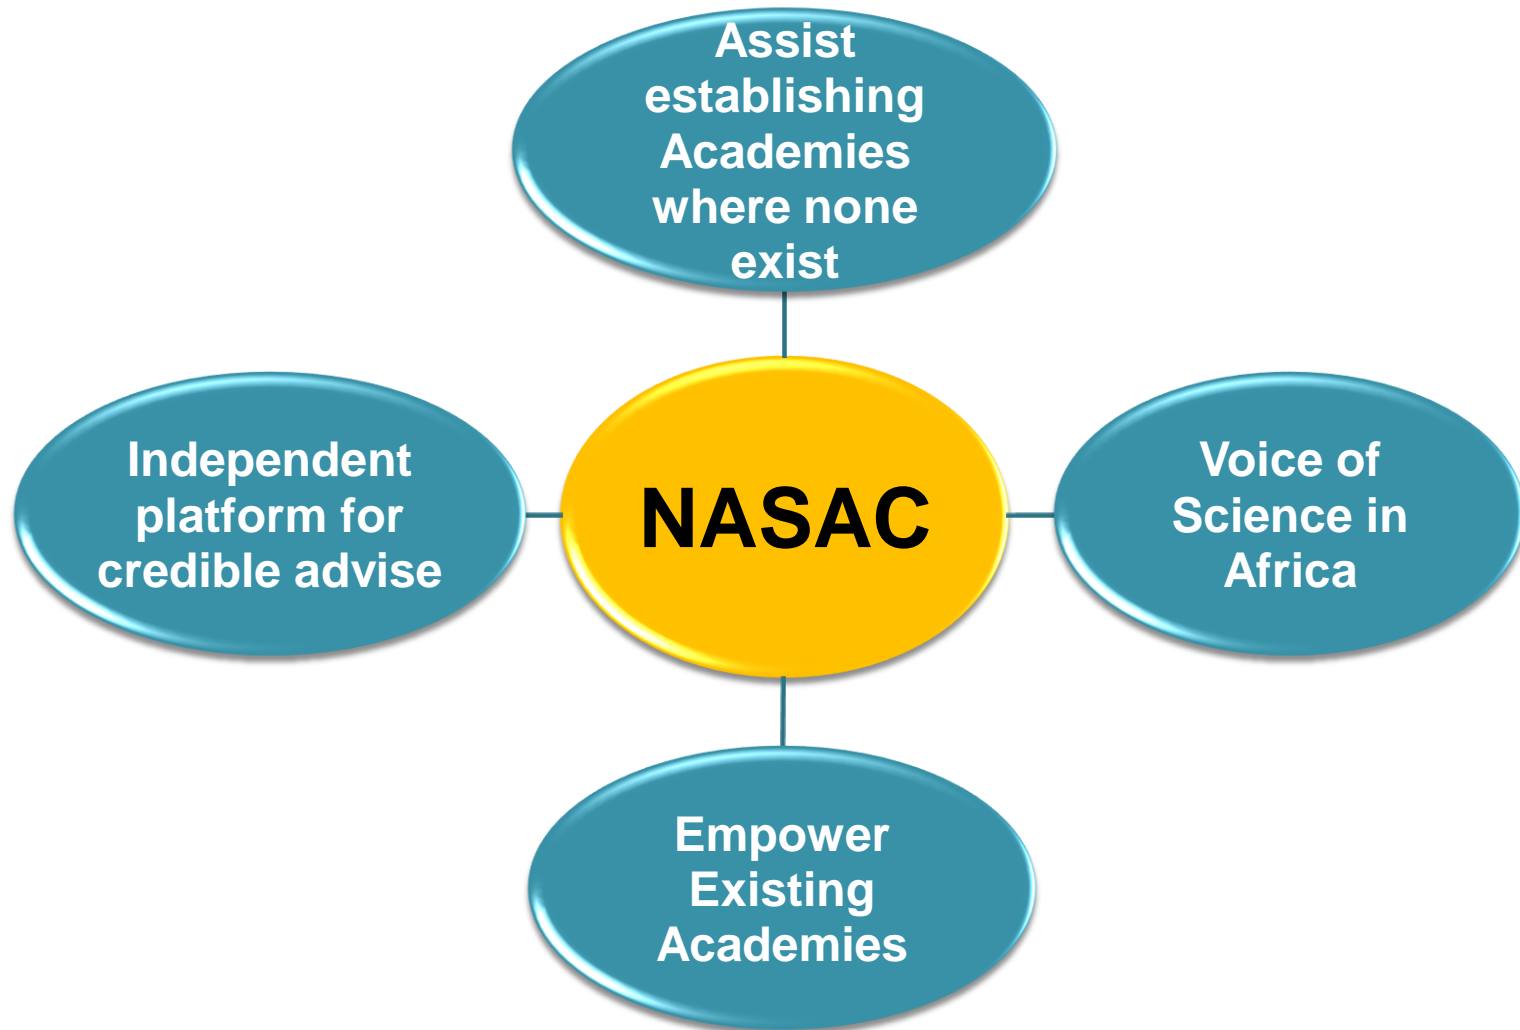 Assist
establishing
Academies
where none
exist
Independent
platform for
credible advise
NASAC
Voice of
Science in
Africa
Empower
Existing
Academies